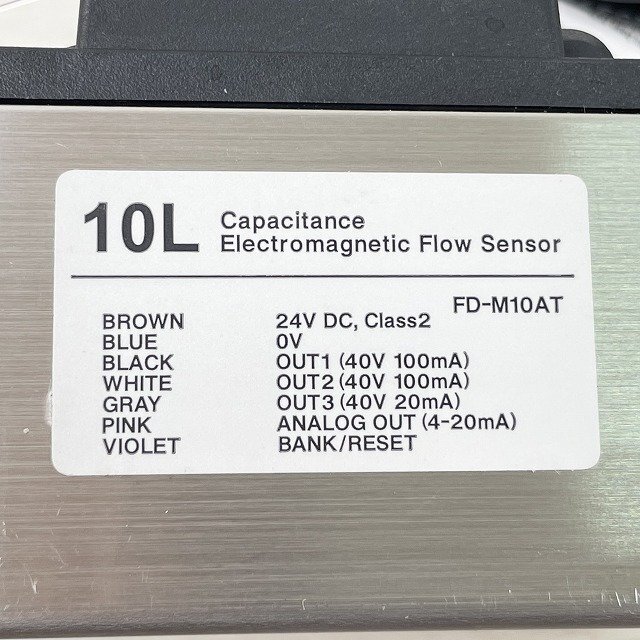 10L Capacitance
Electromagnetic Flow Sensor
FD-M10AT
BROWN 24V DC, Class2
BLUE 0V
BLACK OUT1 (40V 100mA)
WHITE OUT2 (40V 100mA)
GRAY OUT3 (40V 20mA)
PINK ANALOG OUT (4-20mA)
VIOLET BANK/RESET